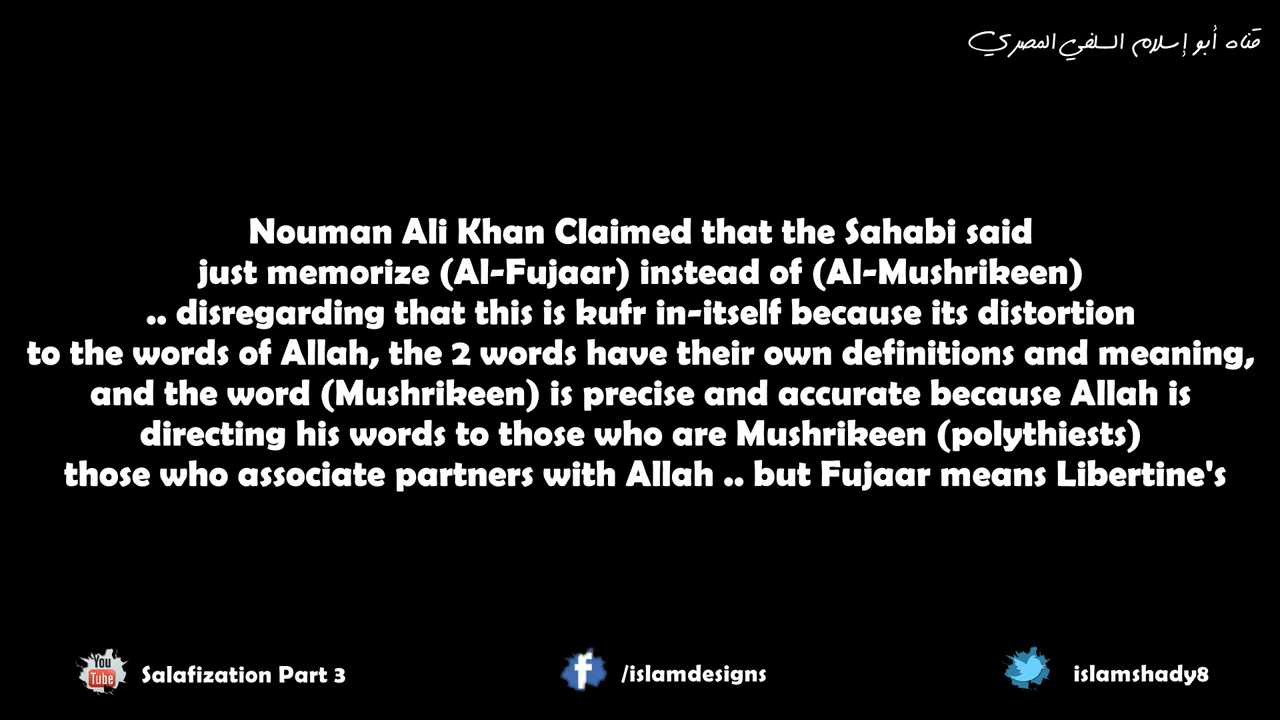 قناه أبو إسلام السلفي المصري
Nouman Ali Khan Claimed that the Sahabi said
just memorize (Al-Fujaar) instead of (Al-Mushrikeen)
.. disregarding that this is kufr in-itself because its distortion
to the words of Allah, the 2 words have their own definitions and meaning,
and the word (Mushrikeen) is precise and accurate because Allah is
directing his words to those who are Mushrikeen (polythiests)
those who associate partners with Allah .. but Fujaar means Libertine's
You Tube Salafization Part 3 f /islamdesigns islamshady8